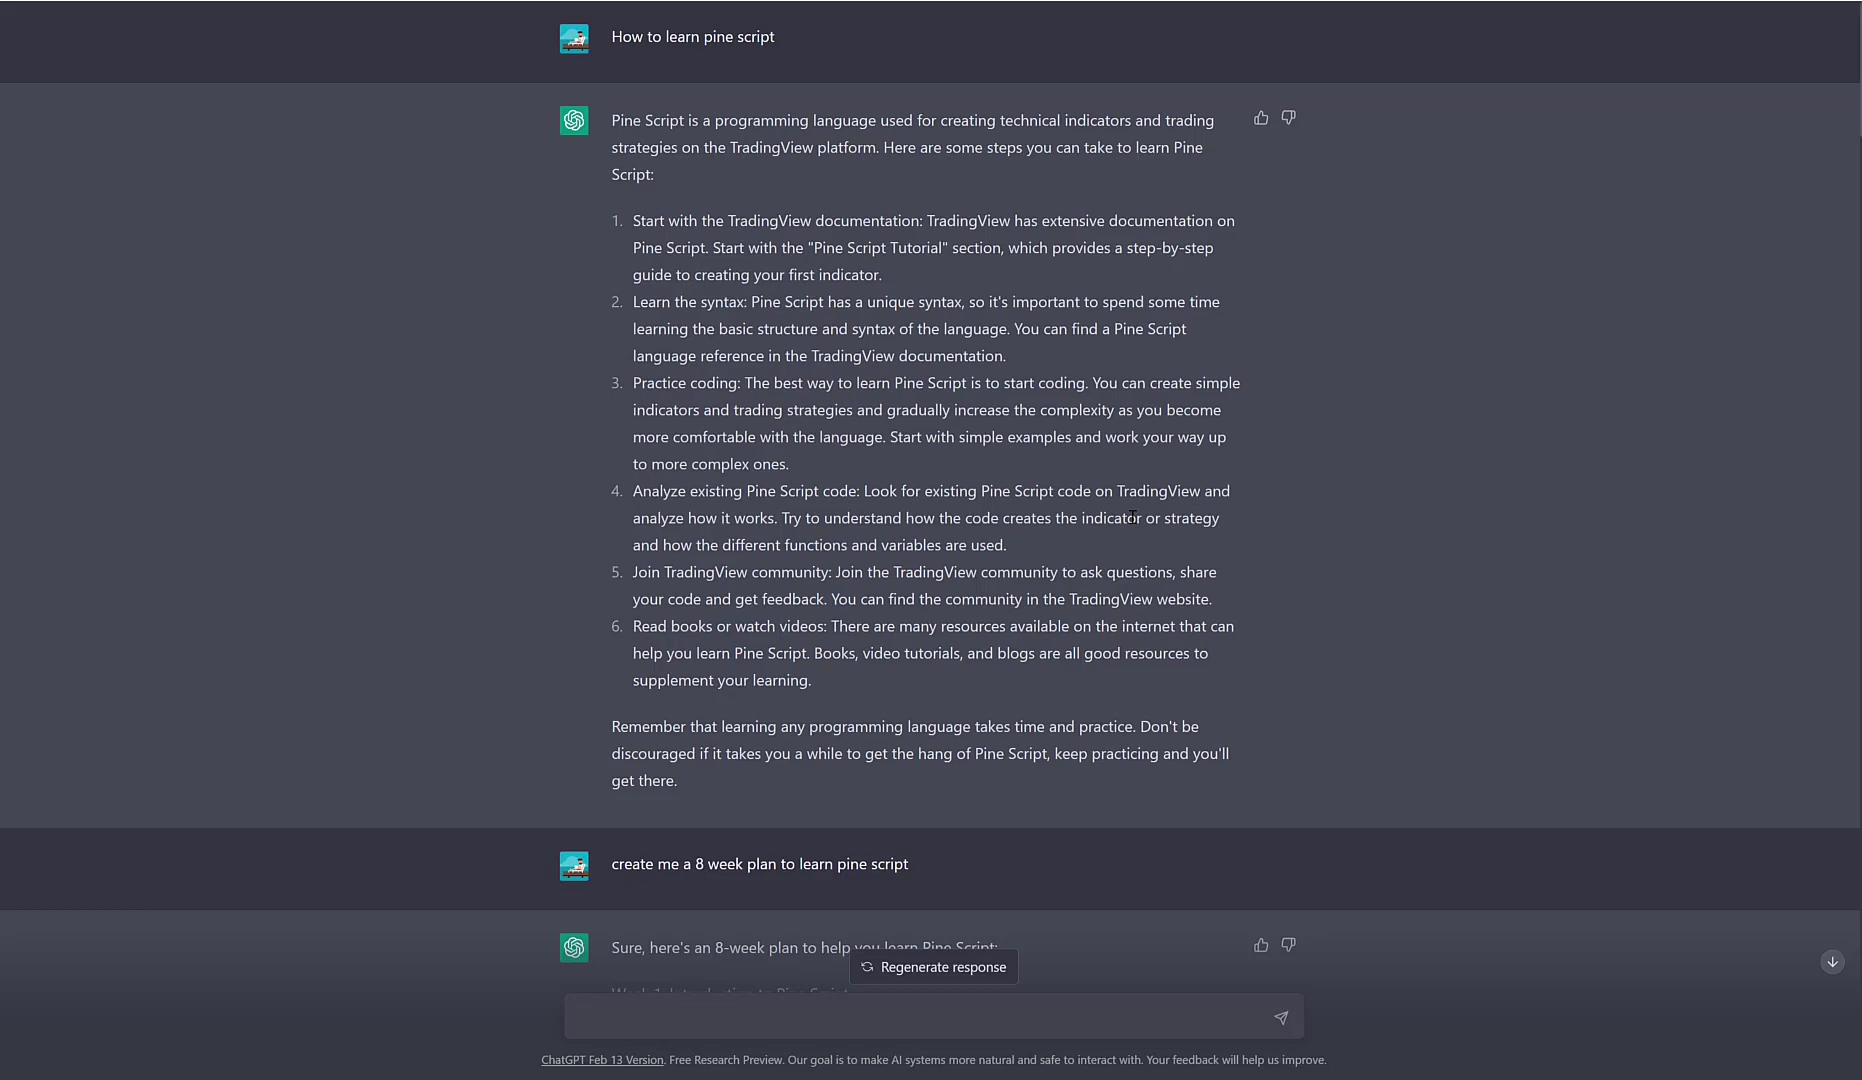 How to learn pine script
Pine Script is a programming language used for creating technical indicators and trading
strategies on the TradingView platform. Here are some steps you can take to learn Pine
Script:
1. Start with the TradingView documentation: TradingView has extensive documentation on
Pine Script. Start with the "Pine Script Tutorial" section, which provides a step-by-step
guide to creating your first indicator.
2. Learn the syntax: Pine Script has a unique syntax, so it's important to spend some time
learning the basic structure and syntax of the language. You can find a Pine Script
language reference in the TradingView documentation.
3. Practice coding: The best way to learn Pine Script is to start coding. You can create simple
indicators and trading strategies and gradually increase the complexity as you become
more comfortable with the language. Start with simple examples and work your way up
to more complex ones.
4. Analyze existing Pine Script code: Look for existing Pine Script code on TradingView and
analyze how it works. Try to understand how the code creates the indicator or strategy
and how the different functions and variables are used.
5. Join TradingView community: Join the TradingView community to ask questions, share
your code and get feedback. You can find the community in the TradingView website.
6. Read books or watch videos: There are many resources available on the internet that can
help you learn Pine Script. Books, video tutorials, and blogs are all good resources to
supplement your learning.
Remember that learning any programming language takes time and practice. Don't be
discouraged if it takes you a while to get the hang of Pine Script, keep practicing and you'll
get there.
create me a 8 week plan to learn pine script
Sure, here's an 8-week plan to help you learn Pine Script:
Regenerate response
Week 1: Introduction to Pine Script
ChatGPT Feb 13 Version. Free Research Preview. Our goal is to make AI systems more natural and safe to interact with. Your feedback will help us improve.